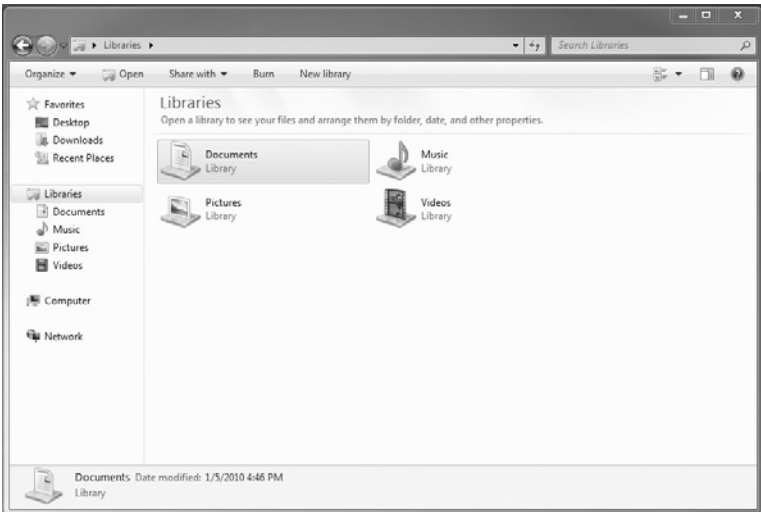 Libraries
Search Libraries
Organize Open Share with Burn New library
Favorites
Desktop
Downloads
Recent Places
Libraries
Documents
Music
Pictures
Videos
Computer
Network
Libraries
Open a library to see your files and arrange them by folder, date, and other properties.
Documents
Library
Music
Library
Pictures
Library
Videos
Library
Documents Date modified: 1/5/2010 4:46 PM
Library